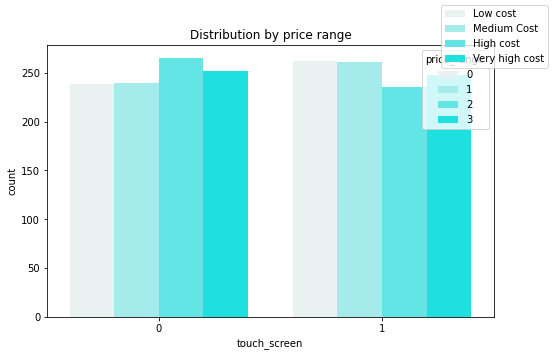 Low cost
Medium Cost
High cost
Very high cost
Distribution by price range
0
1
2
3
250
200
150
100
50
0
count
0
1
touch_screen